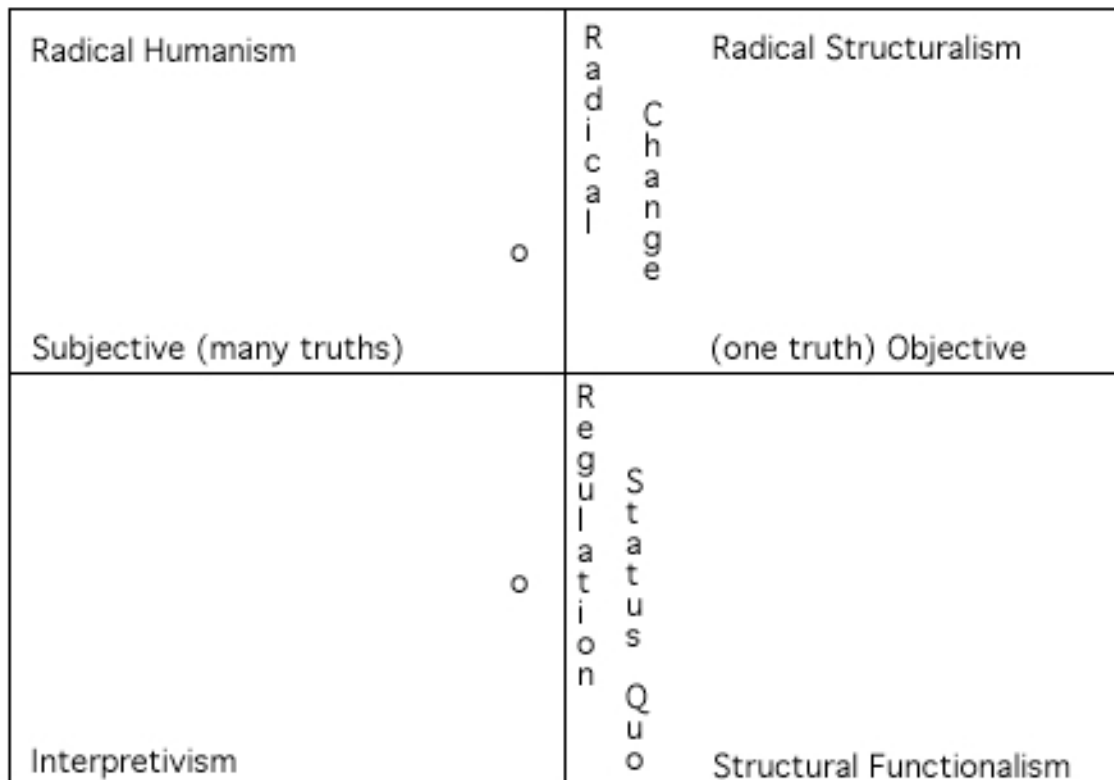 Radical Humanism
Radical
Change
Radical Structuralism
o
Subjective (many truths)
(one truth) Objective
Regulation
Status Quo
o
Interpretivism
Structural Functionalism